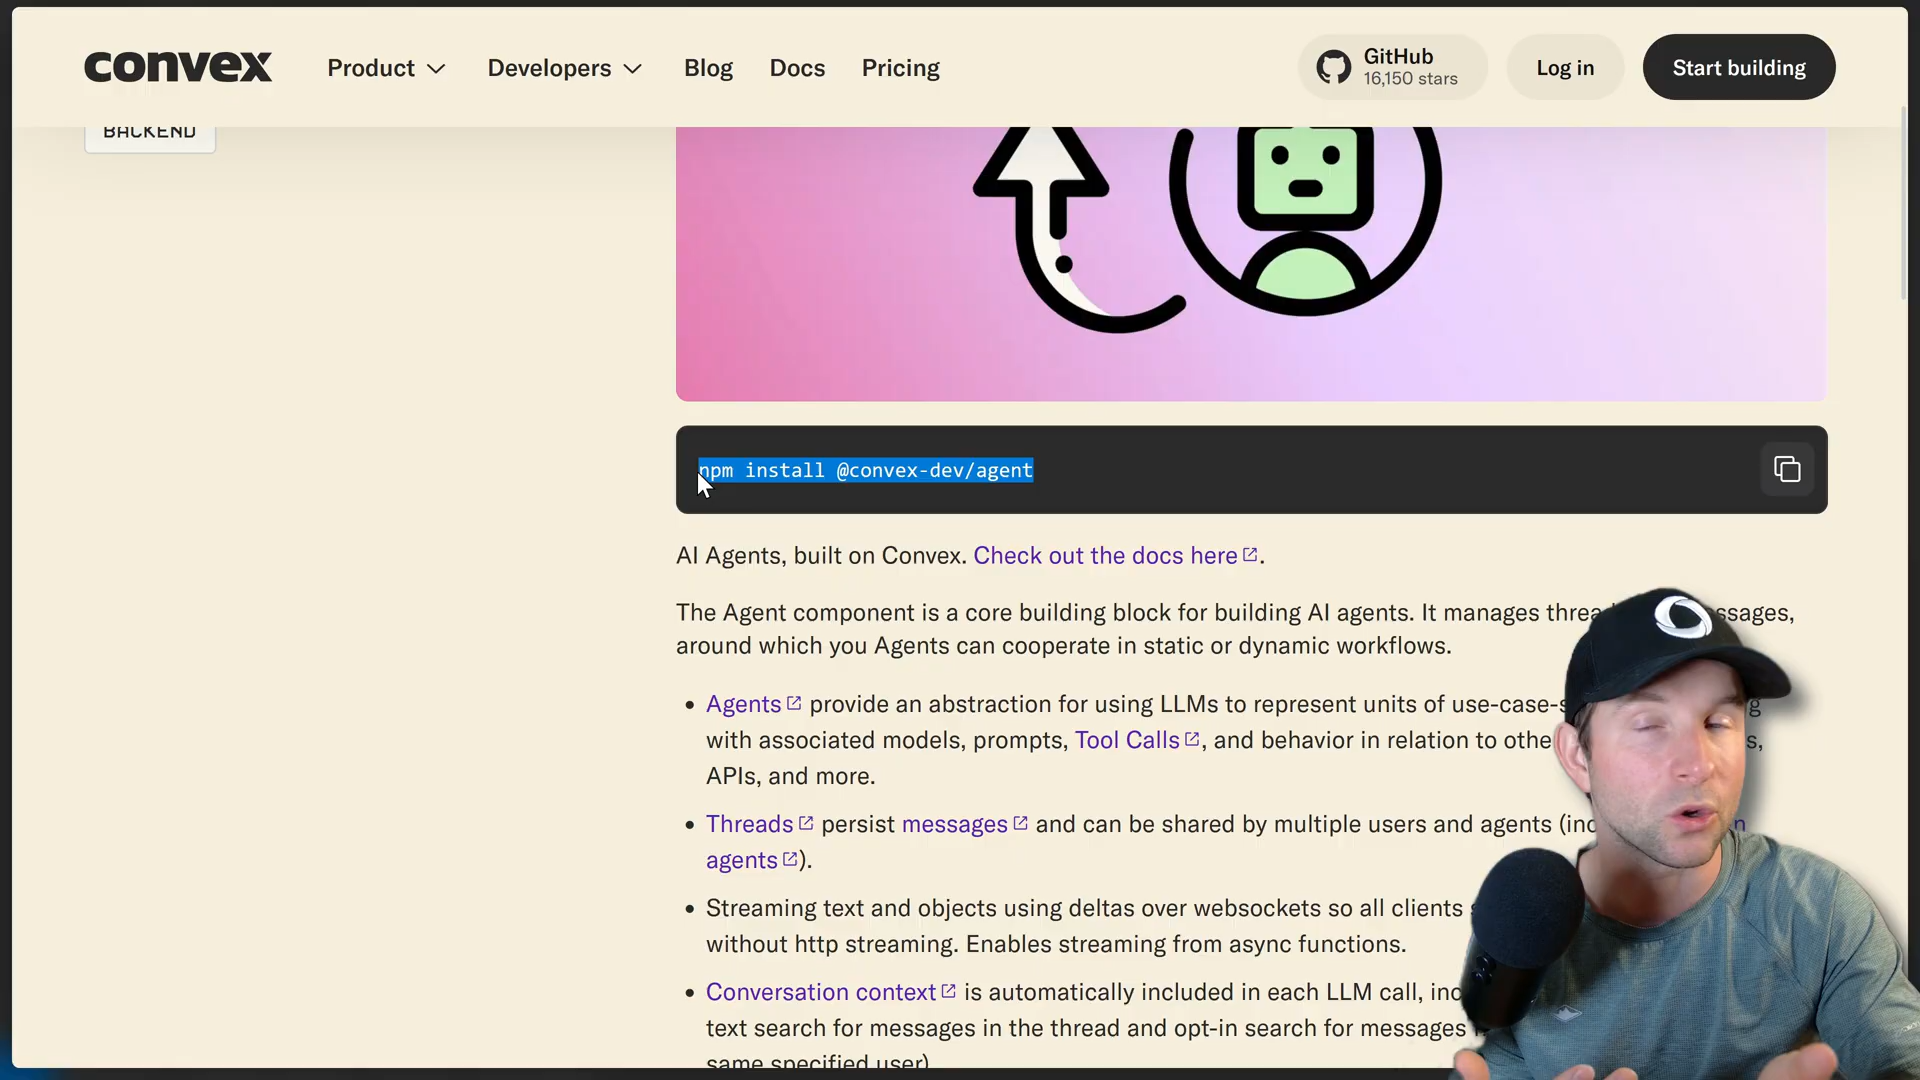 convex
Product
Developers
Blog
Docs
Pricing
GitHub
16,150 stars
Log in
Start building
BACKEND
npm install @convex-dev/agent
AI Agents, built on Convex. Check out the docs here.
The Agent component is a core building block for building AI agents. It manages
around which you Agents can cooperate in static or dynamic workflows.
• Agents provide an abstraction for using LLMs to represent units of
with associated models, prompts, Tool Calls, and behavior in relation to
APIs, and more.
• Threads persist messages and can be shared by multiple users and agents
agents).
• Streaming text and objects using deltas over websockets so all clients
without http streaming. Enables streaming from async functions.
• Conversation context is automatically included in each LLM call,
text search for messages in the thread and opt-in search for messages
same specified user)